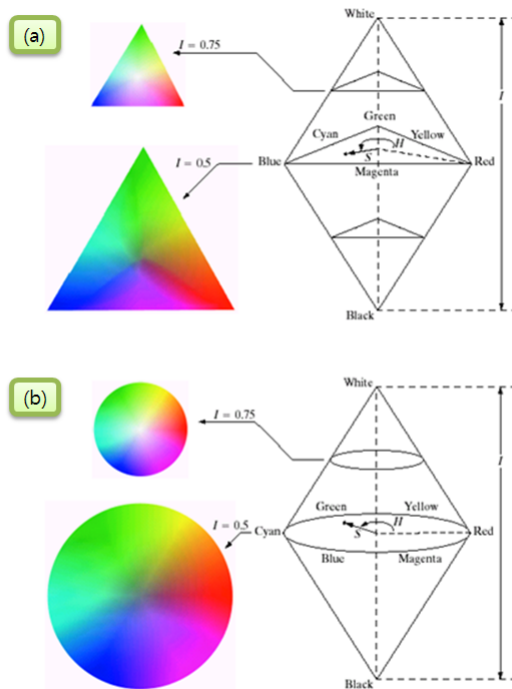 (a)
White
I = 0.75
I
Green
Cyan
Yellow
H
S
I = 0.5
Blue
Red
Magenta
Black
(b)
White
I = 0.75
I
Green
Yellow
H
S
I = 0.5
Cyan
Red
Blue
Magenta
Black